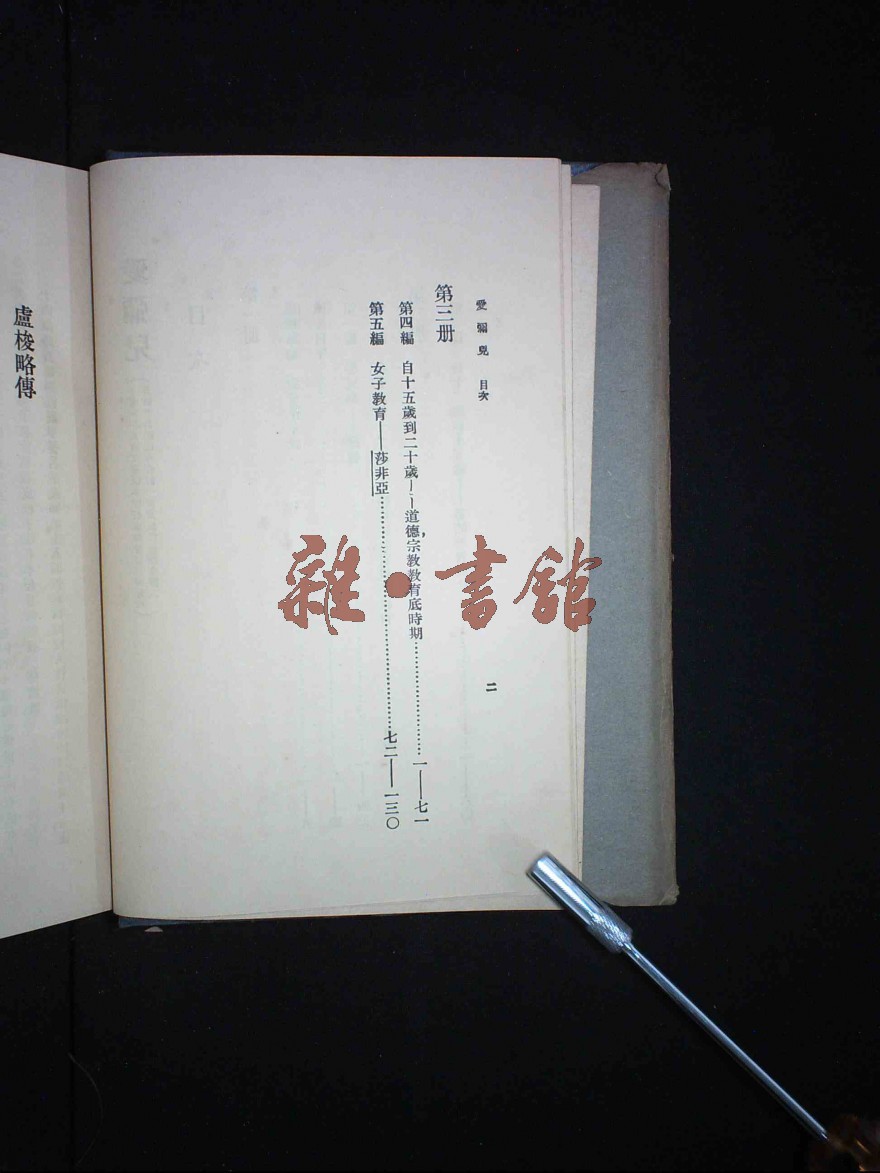 愛彌兒 目次
二
第三册
第四編 自十五歲到二十歲——道德,宗教教育底時期……一——七一
第五編 女子教育——莎非亞……七二——一三〇
盧梭略傳
雜·書館